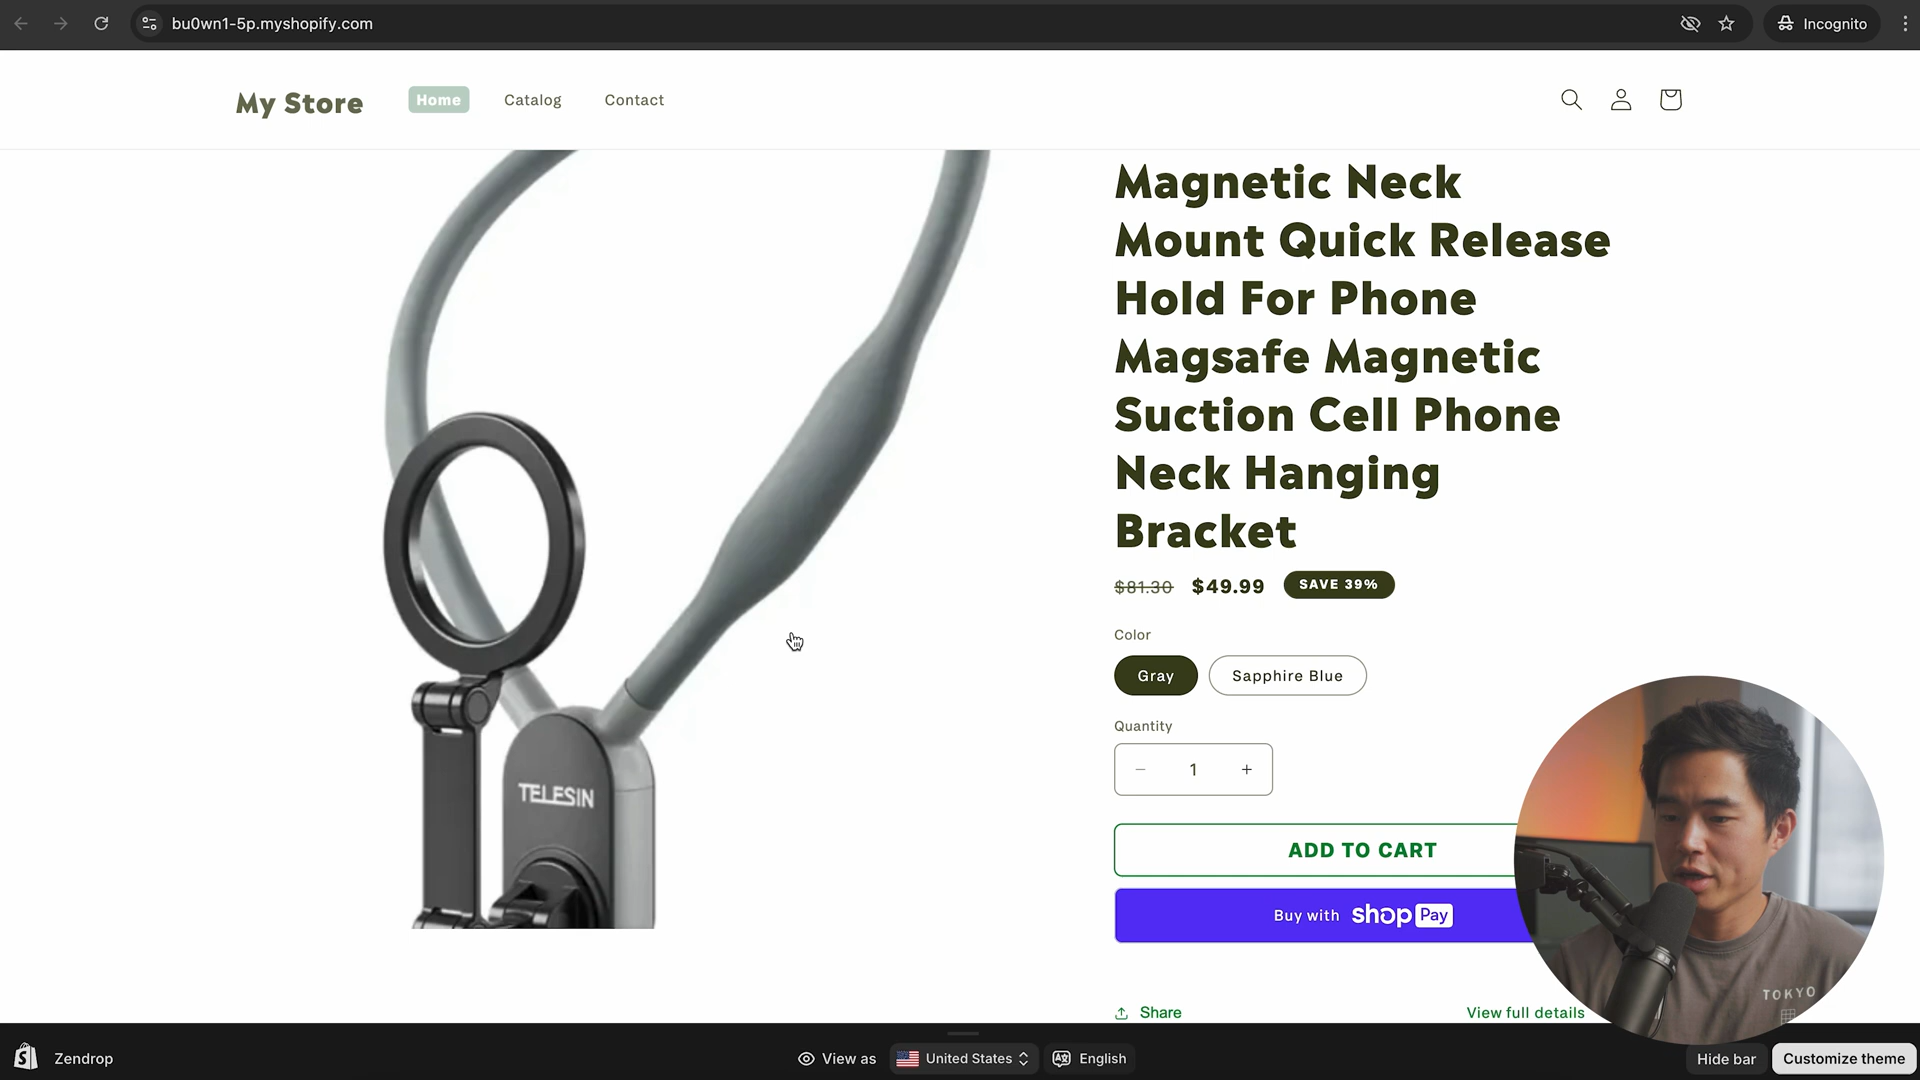 bu0wn1-5p.myshopify.com
Incognito
My Store
Home
Catalog
Contact
Magnetic Neck
Mount Quick Release
Hold For Phone
Magsafe Magnetic
Suction Cell Phone
Neck Hanging
Bracket
$81.30 $49.99 SAVE 39%
Color
Gray
Sapphire Blue
Quantity
1
ADD TO CART
Buy with shop Pay
Share
View full details
TELESIN
TOKYO
Zendrop
View as
United States
English
Hide bar
Customize theme